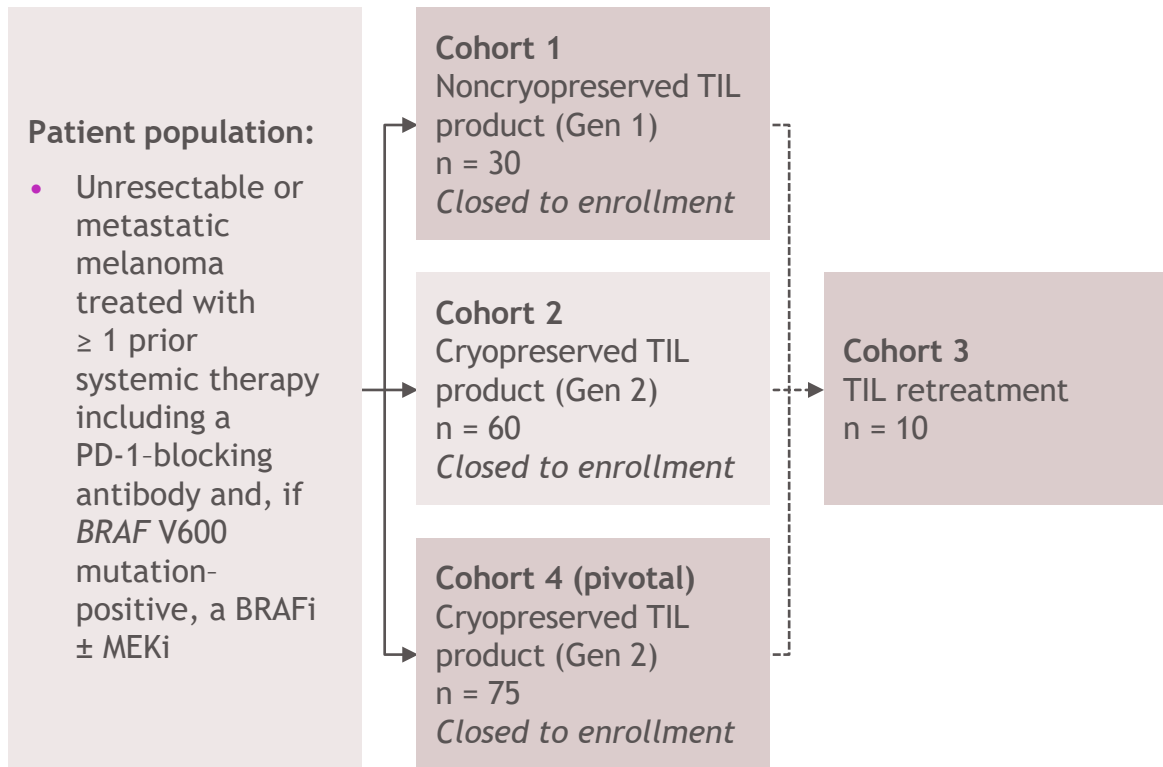 Patient population:
• Unresectable or
metastatic
melanoma
treated with
≥ 1 prior
systemic therapy
including a
PD-1–blocking
antibody and, if
BRAF V600
mutation–
positive, a BRAFi
± MEKi
Cohort 1
Noncryopreserved TIL
product (Gen 1)
n = 30
Closed to enrollment
Cohort 2
Cryopreserved TIL
product (Gen 2)
n = 60
Closed to enrollment
Cohort 4 (pivotal)
Cryopreserved TIL
product (Gen 2)
n = 75
Closed to enrollment
Cohort 3
TIL retreatment
n = 10